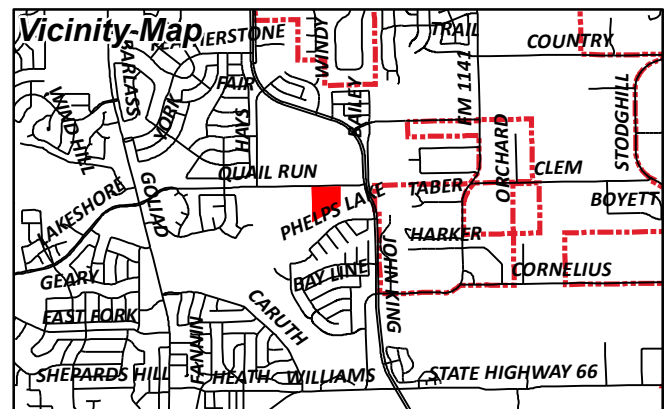 Vicinity Map
FEATHERSTONE
TRAIL
COUNTRY
WINDY
BARLASS
FAIR
YORK
HAYS
BAILEY
FM 1141
ORCHARD
STODGHILL
WIND HILL
QUAIL RUN
CLEM
TABER
BOYETT
LAKESHORE
GOLIAD
PHELPS LAKE
HARKER
GEARY
BAY LINE
JOHN KING
CORNELIUS
EAST FORK
CARUTH
FANNIN
SHEPARDS HILL
HEATH
WILLIAMS
STATE HIGHWAY 66